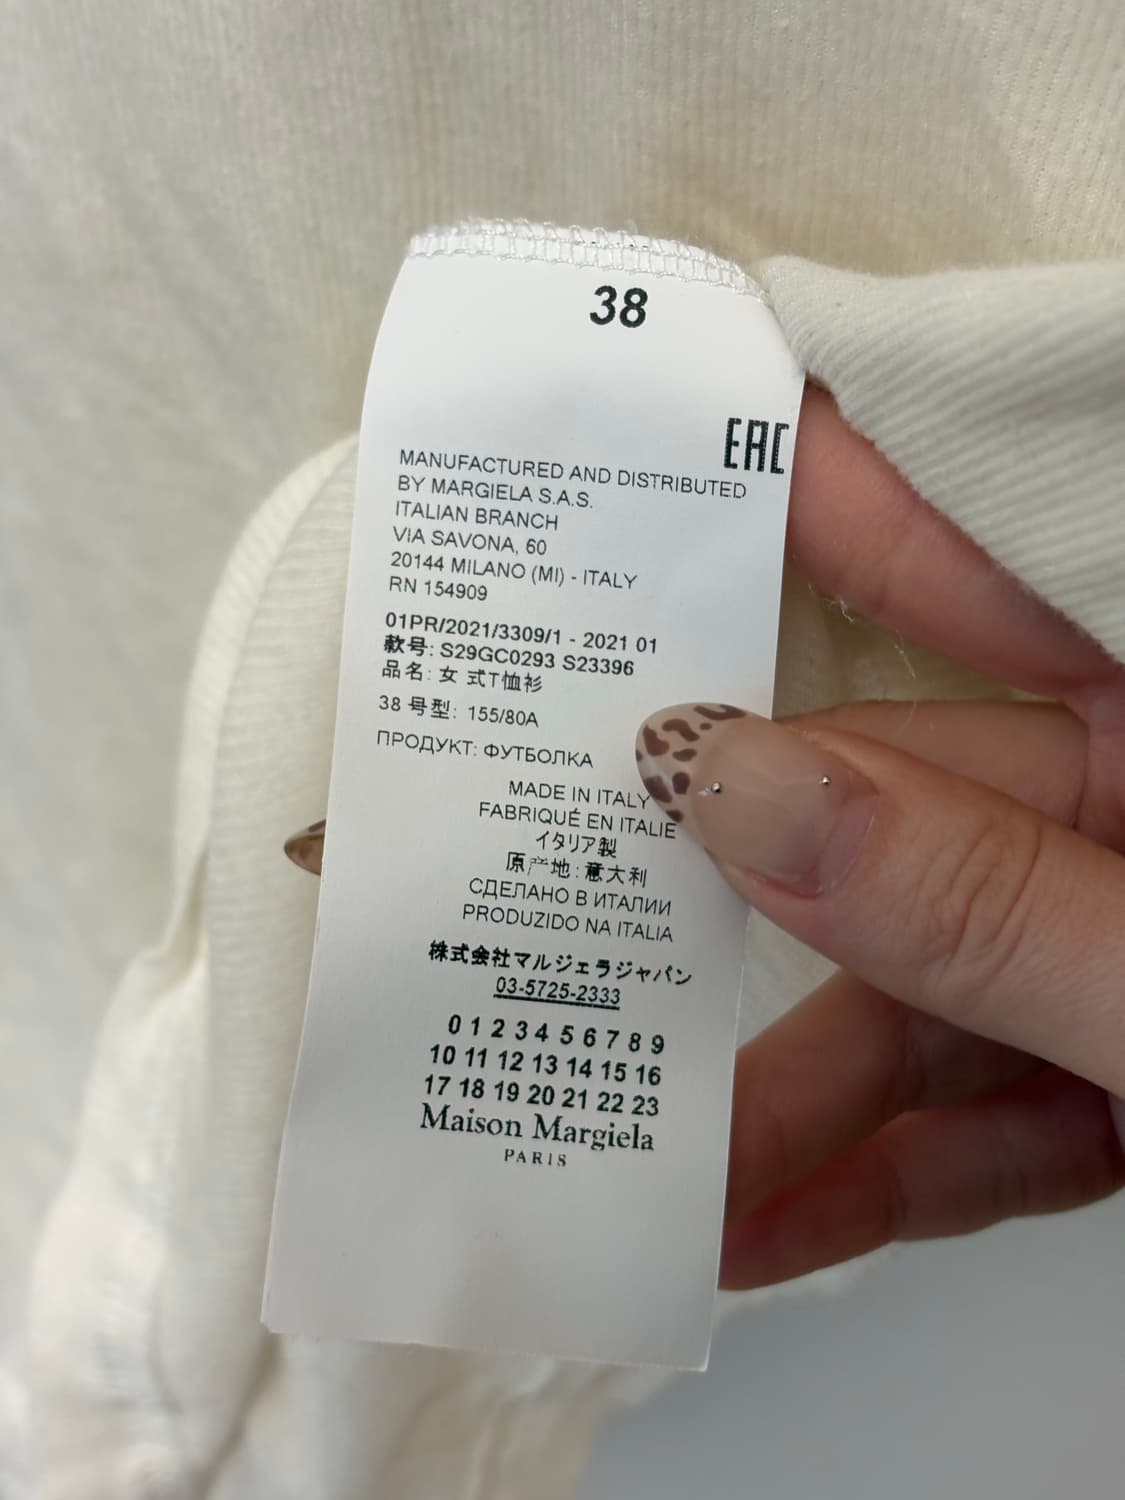 38
EAC
MANUFACTURED AND DISTRIBUTED
BY MARGIELA S.A.S.
ITALIAN BRANCH
VIA SAVONA, 60
20144 MILANO (MI) - ITALY
RN 154909
01PR/2021/3309/1 - 2021 01
款号: S29GC0293 S23396
品名: 女 式T恤衫
38 号型: 155/80A
ПРОДУКТ: ФУТБОЛКА
MADE IN ITALY
FABRIQUÉ EN ITALIE
イタリア製
原产地: 意大利
СДЕЛАНО В ИТАЛИИ
PRODUZIDO NA ITALIA
株式会社マルジェラジャパン
03-5725-2333
0 1 2 3 4 5 6 7 8 9
10 11 12 13 14 15 16
17 18 19 20 21 22 23
Maison Margiela
PARIS